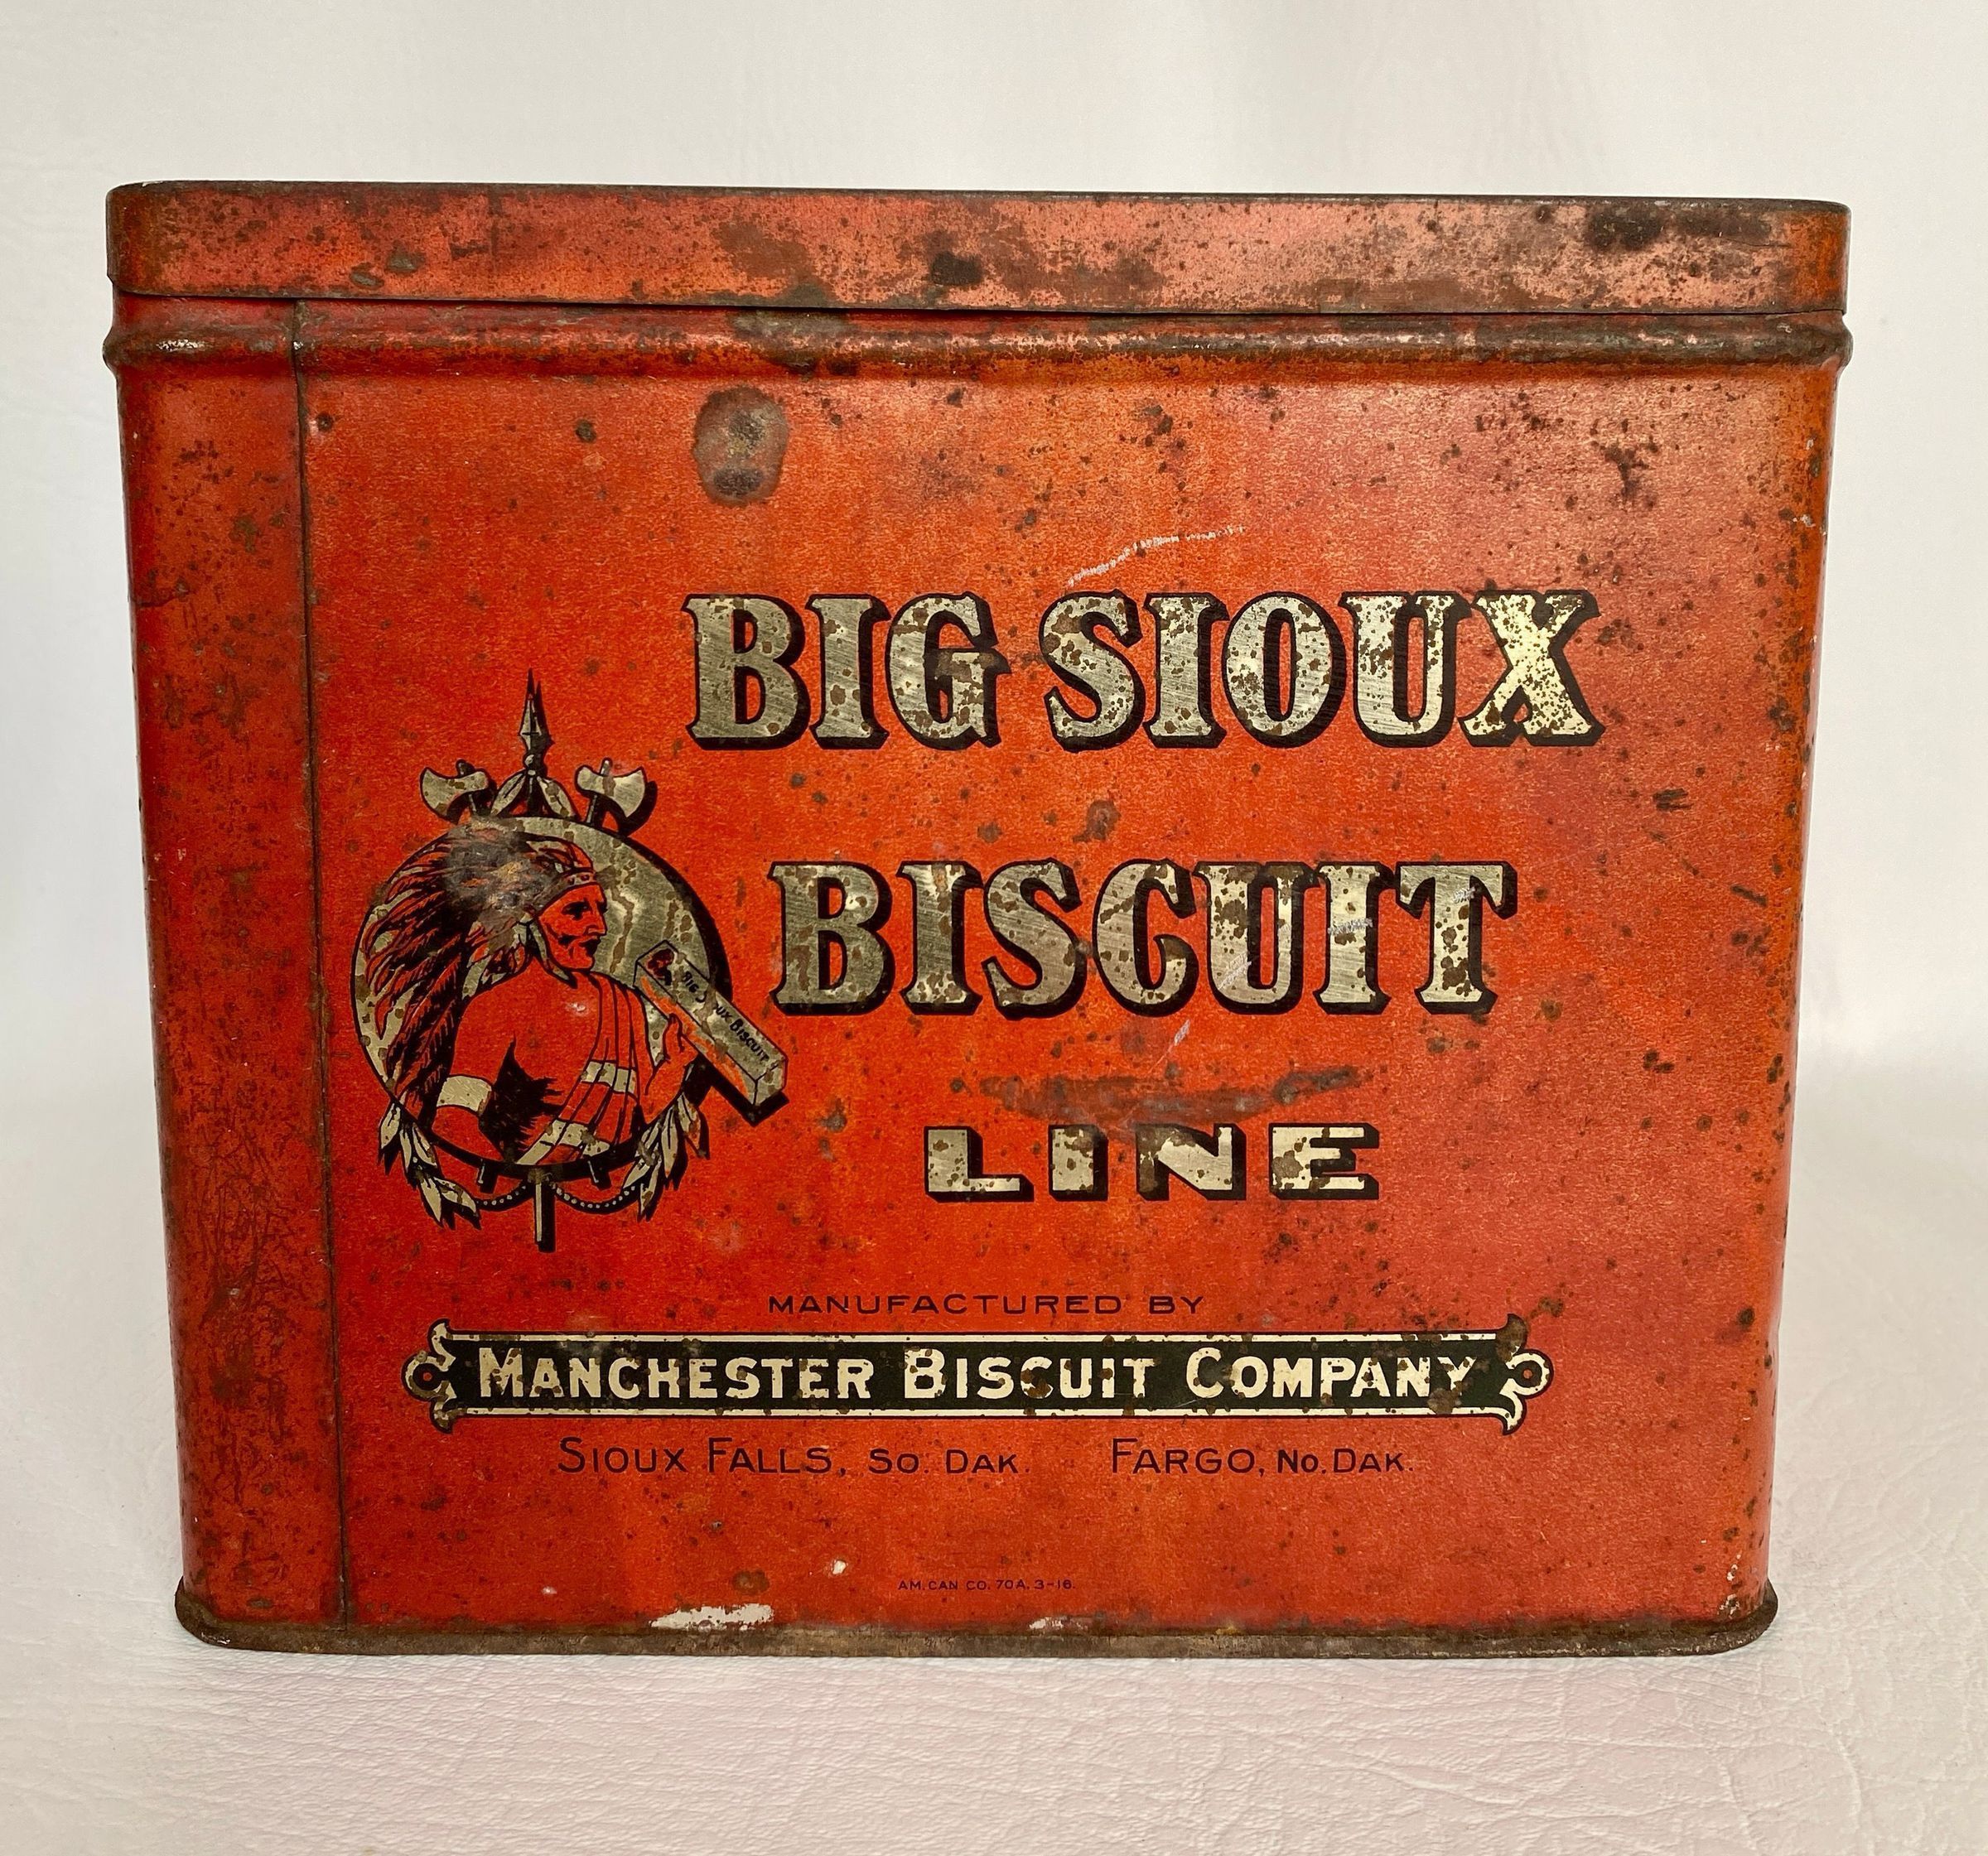 BIG SIOUX
BISCUIT
LINE
BIG SIOUX BISCUIT
MANUFACTURED BY
MANCHESTER BISCUIT COMPANY
SIOUX FALLS, SO. DAK. FARGO, NO. DAK.
AM. CAN CO. 70A. 3-16.